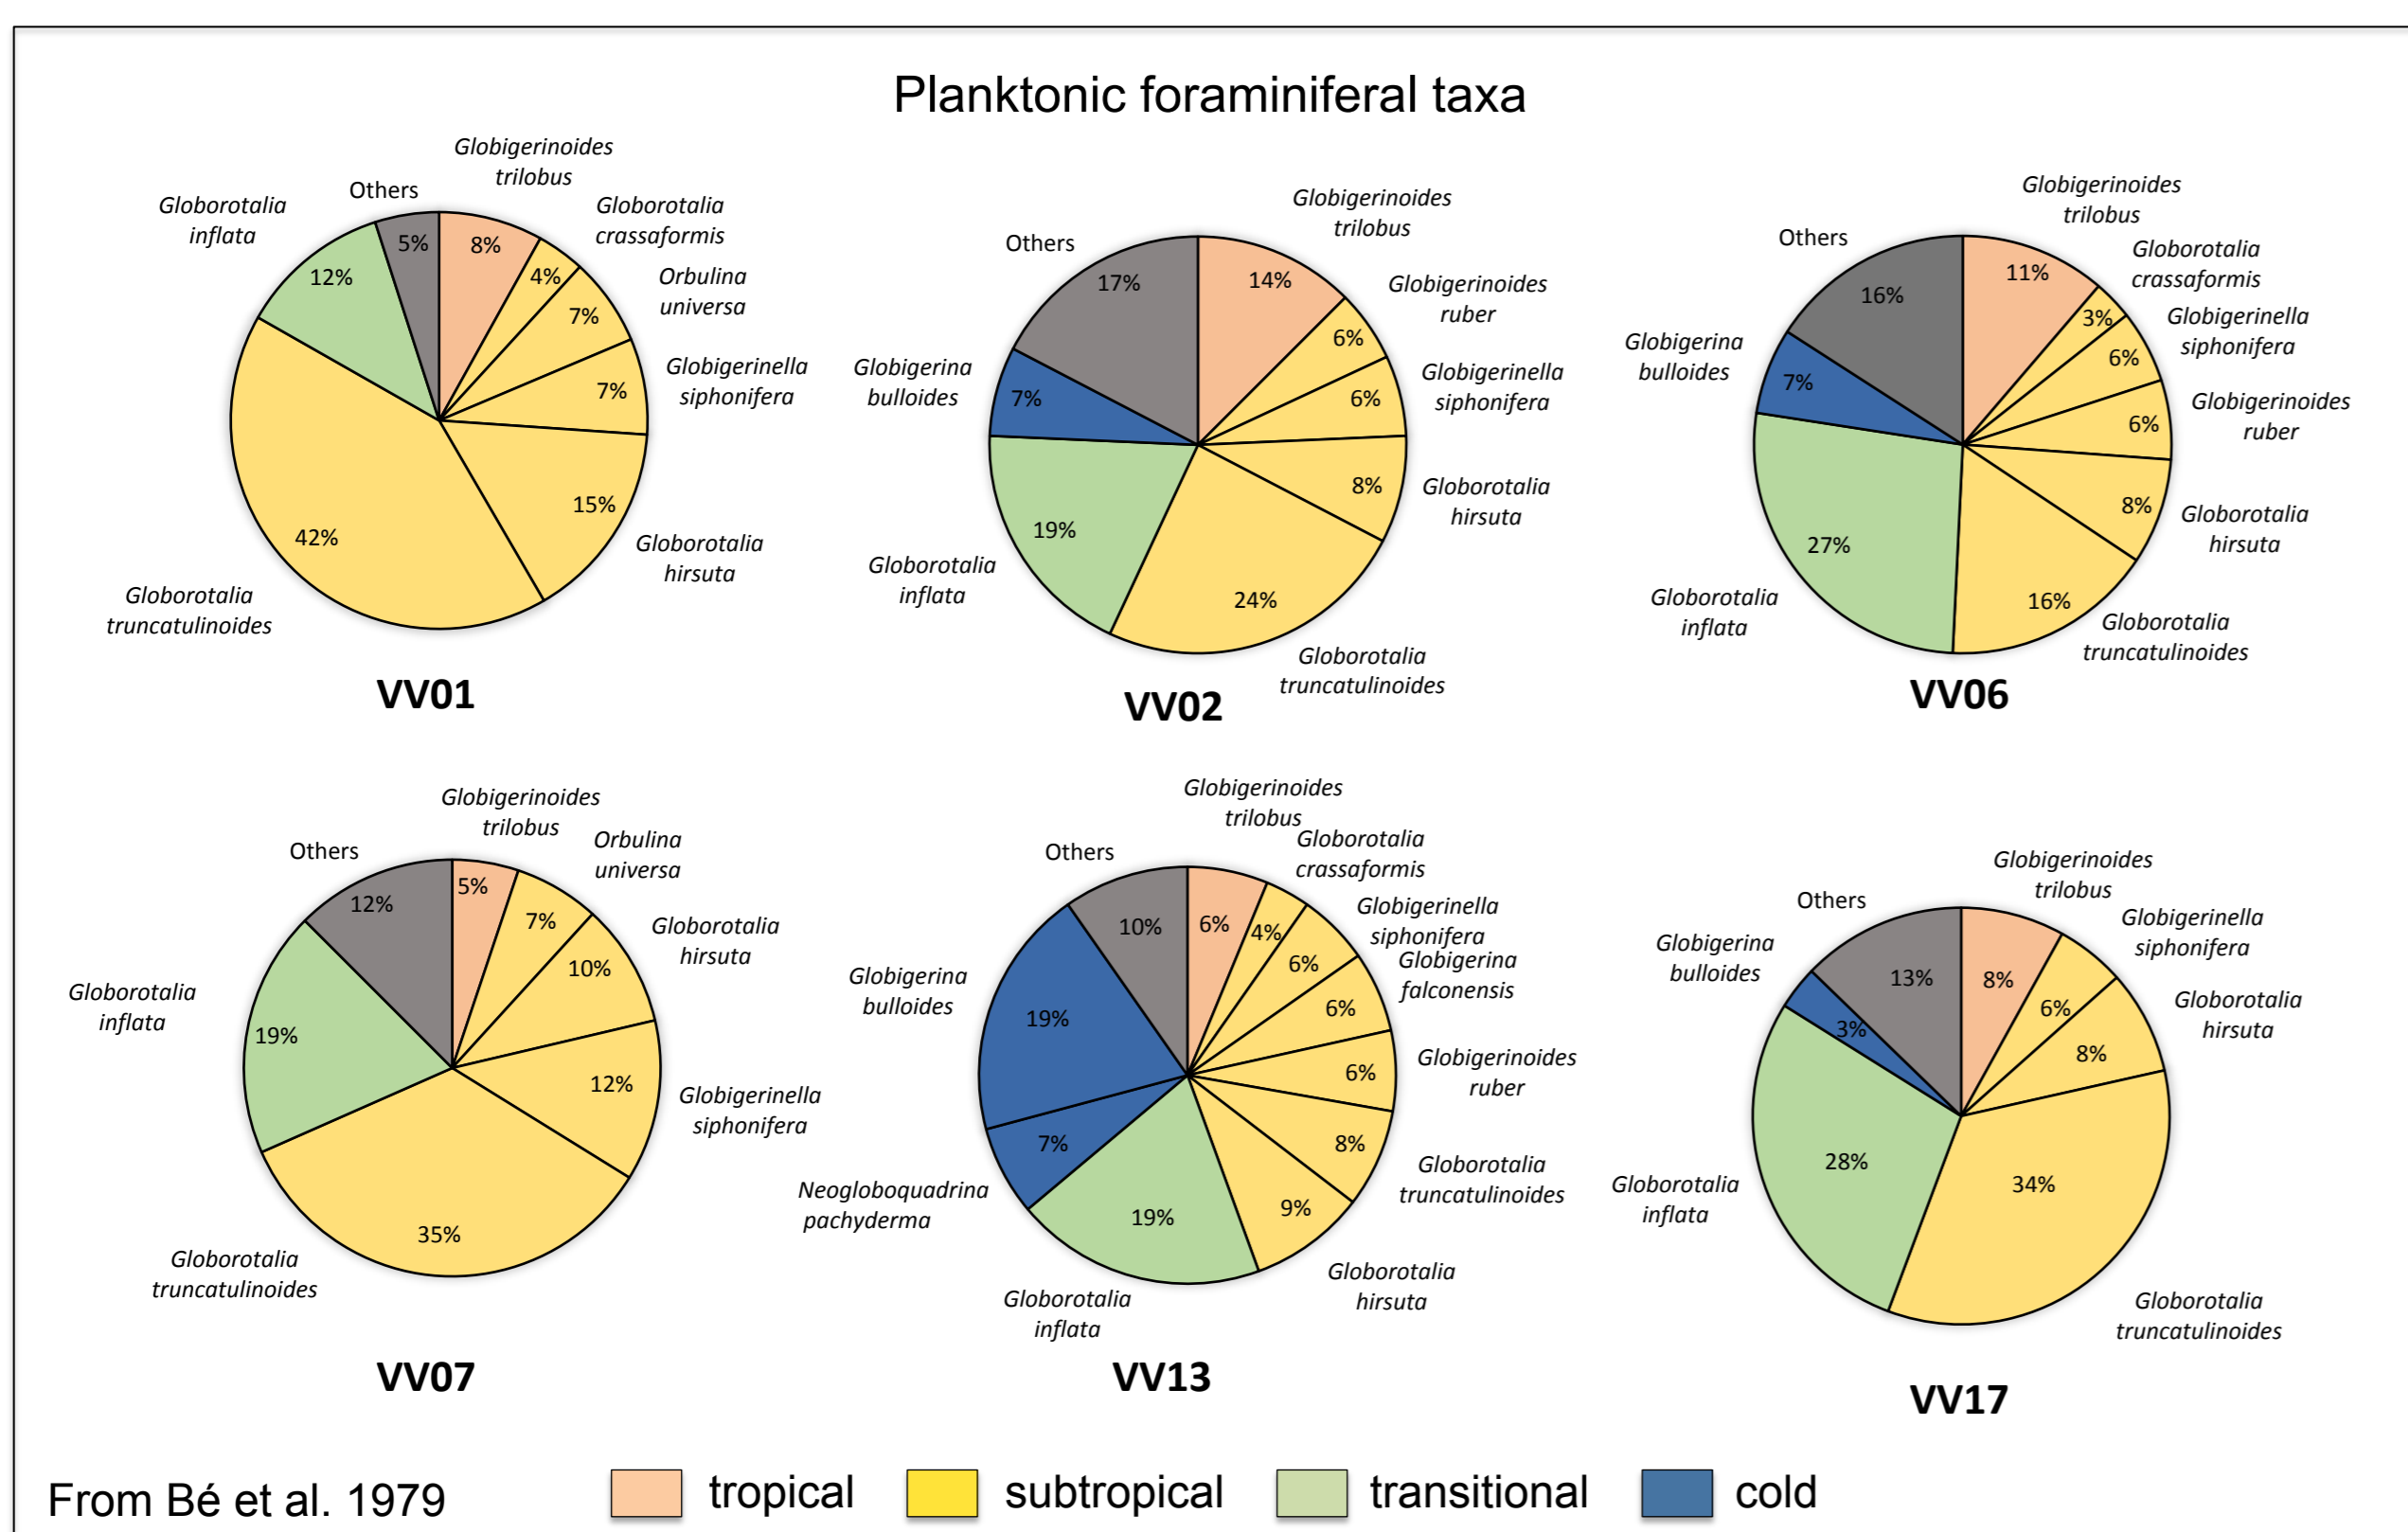 Planktonic foraminiferal taxa
Globigerinoides
trilobus
Others
5%
8%
Globorotalia
crassaformis
4%
Orbulina
universa
7%
Globigerinella
siphonifera
7%
Globorotalia
hirsuta
15%
Globorotalia
truncatulinoides
42%
Globorotalia
inflata
12%
VV01
Globigerinoides
trilobus
14%
Globigerinoides
ruber
6%
Globigerinella
siphonifera
6%
Globorotalia
hirsuta
8%
Globorotalia
truncatulinoides
24%
Globorotalia
inflata
19%
Globigerina
bulloides
7%
Others
17%
VV02
Globigerinoides
trilobus
11%
Globorotalia
crassaformis
3%
Globigerinella
siphonifera
6%
Globigerinoides
ruber
6%
Globorotalia
hirsuta
8%
Globorotalia
truncatulinoides
16%
Globorotalia
inflata
27%
Globigerina
bulloides
7%
Others
16%
VV06
Globigerinoides
trilobus
5%
Orbulina
universa
7%
Globorotalia
hirsuta
10%
Globigerinella
siphonifera
12%
Globorotalia
truncatulinoides
35%
Globorotalia
inflata
19%
Others
12%
VV07
Globigerinoides
trilobus
6%
Globorotalia
crassaformis
4%
Globigerinella
siphonifera
6%
Globigerina
falconensis
6%
Globigerinoides
ruber
6%
Globorotalia
truncatulinoides
8%
Globorotalia
hirsuta
9%
Globorotalia
inflata
19%
Neogloboquadrina
pachyderma
7%
Globigerina
bulloides
19%
Others
10%
VV13
Globigerinoides
trilobus
8%
Globigerinella
siphonifera
6%
Globorotalia
hirsuta
8%
Globorotalia
truncatulinoides
34%
Globorotalia
inflata
28%
Globigerina
bulloides
3%
Others
13%
VV17
From Bé et al. 1979
tropical
subtropical
transitional
cold